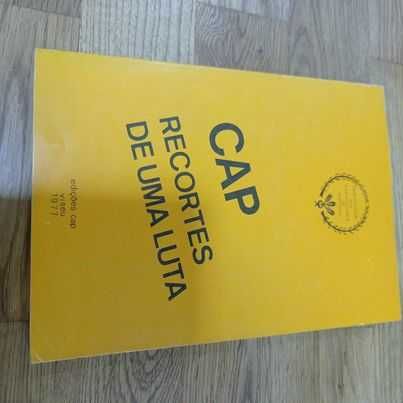 CAP
RECORTES
DE UMA LUTA
edições cap
viseu
1977